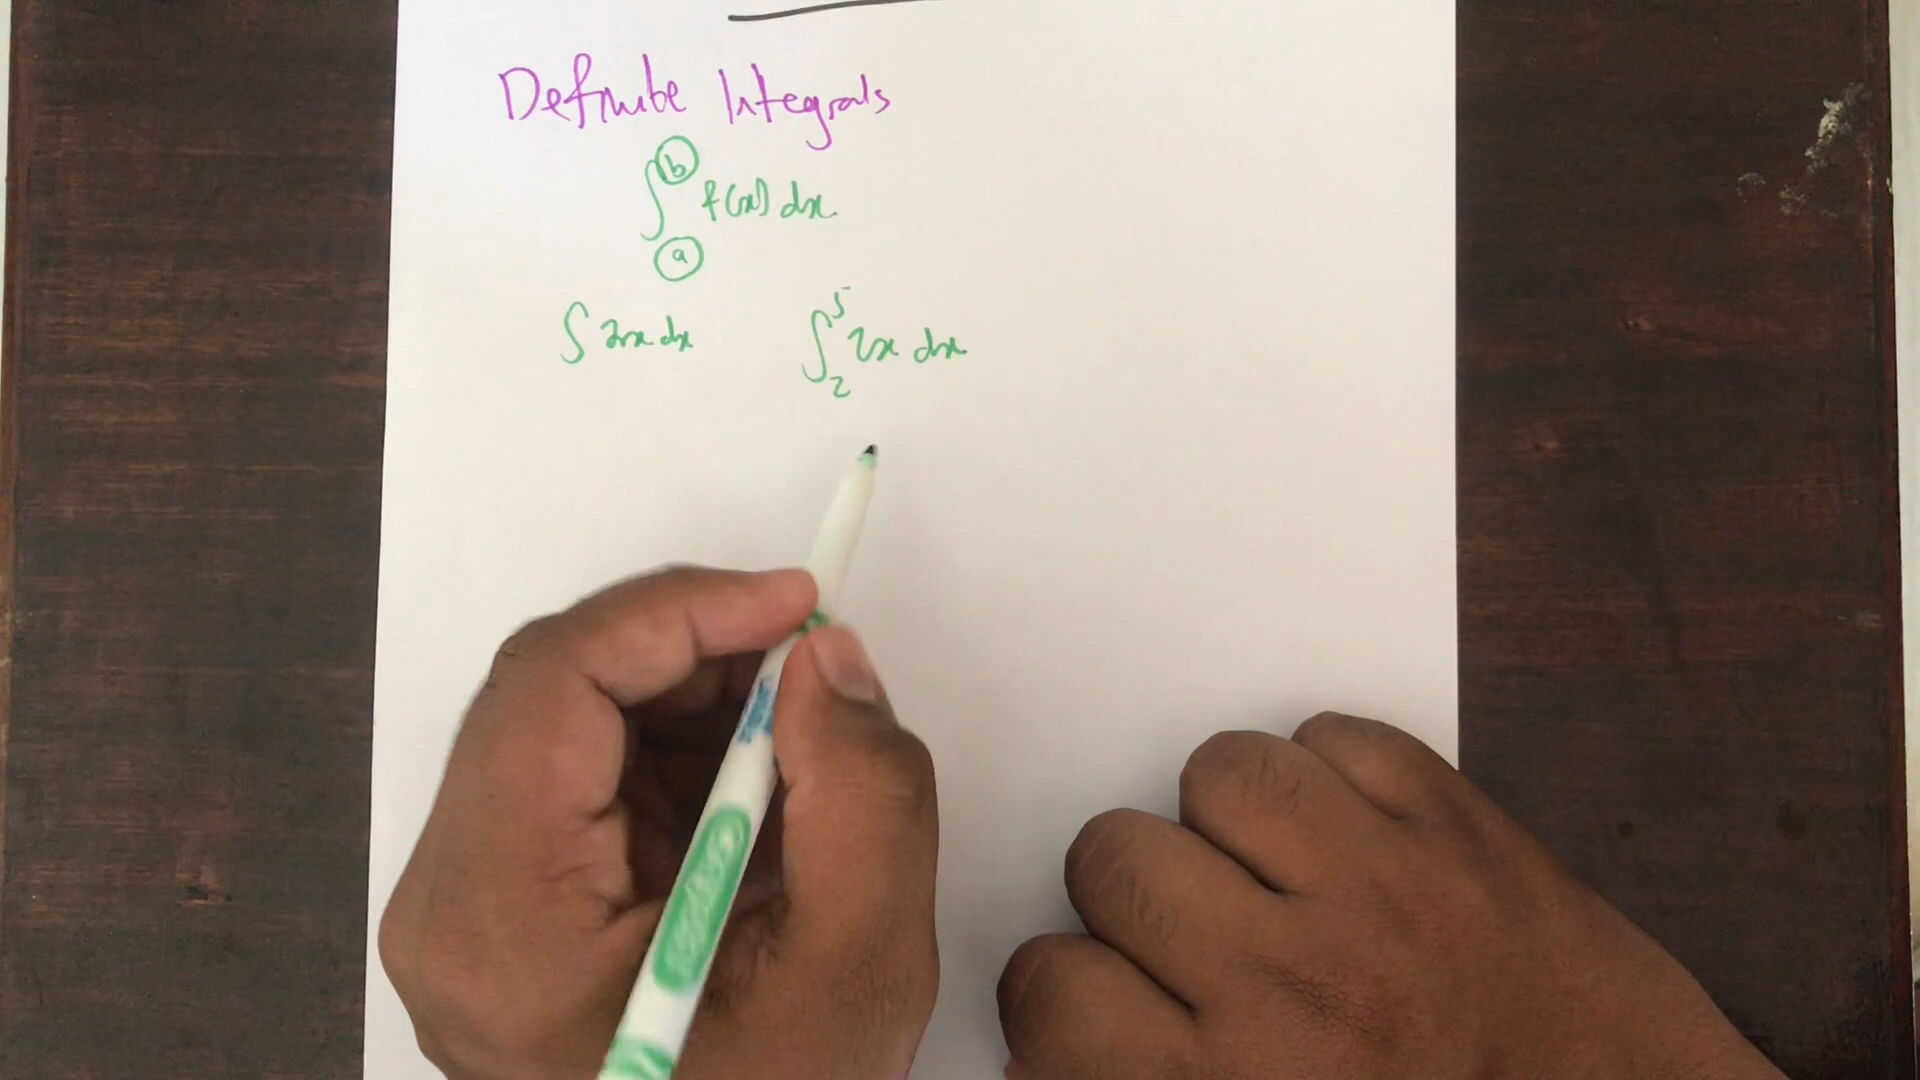 Definite Integrals
∫ₐᵇ f(x) dx
∫ 2x dx   ∫₂⁵ 2x dx